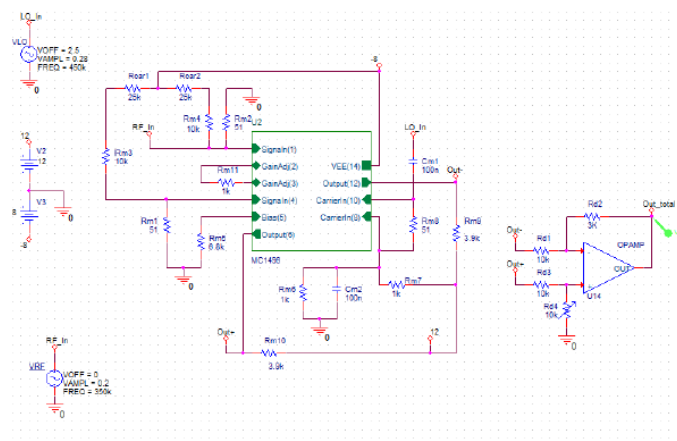 LO_In
VLO
VOFF = 2.5
VAMPL = 0.28
FREQ = 450k
0
12
V2
12
V3
8
-8
0
Rcar1
25k
Rcar2
25k
-8
0
Rm3
10k
Rm4
10k
Rm2
51
RF_In
U2
SignalIn(1)
GainAdj(2)
GainAdj(3)
SignalIn(4)
Bias(5)
Output(6)
VEE(14)
Output(12)
CarrierIn(10)
CarrierIn(8)
MC1496
Rm11
1k
Rm1
51
Rm5
6.8k
0
LO_In
Cm1
100n
Out-
Rm8
51
Rm9
3.9k
Rm6
1k
Cm2
100n
Rm7
1k
0
Out+
Rm10
3.9k
12
Out_total
Rd2
3K
Out-
Rd1
10k
Out+
Rd3
10k
OPAMP
OUT
U14
Rd4
10k
0
RF_In
VRF
VOFF = 0
VAMPL = 0.2
FREQ = 350k
0